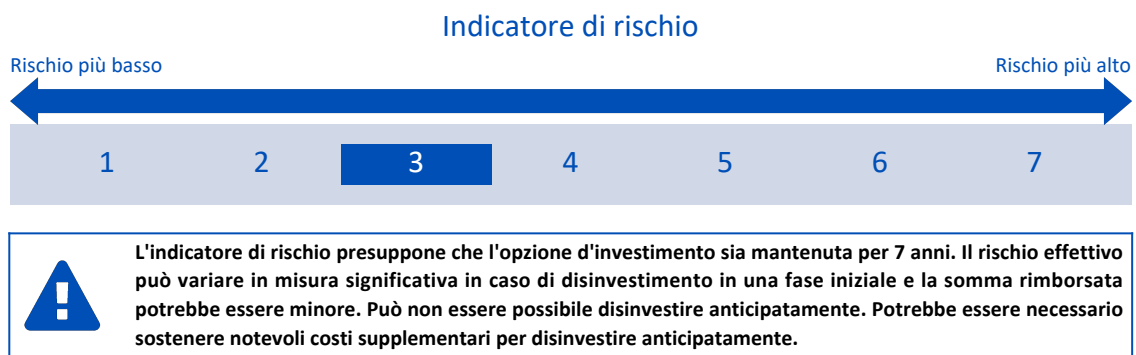 Indicatore di rischio
Rischio più basso
Rischio più alto
1 2 3 4 5 6 7
L'indicatore di rischio presuppone che l'opzione d'investimento sia mantenuta per 7 anni. Il rischio effettivo
può variare in misura significativa in caso di disinvestimento in una fase iniziale e la somma rimborsata
potrebbe essere minore. Può non essere possibile disinvestire anticipatamente. Potrebbe essere necessario
sostenere notevoli costi supplementari per disinvestire anticipatamente.